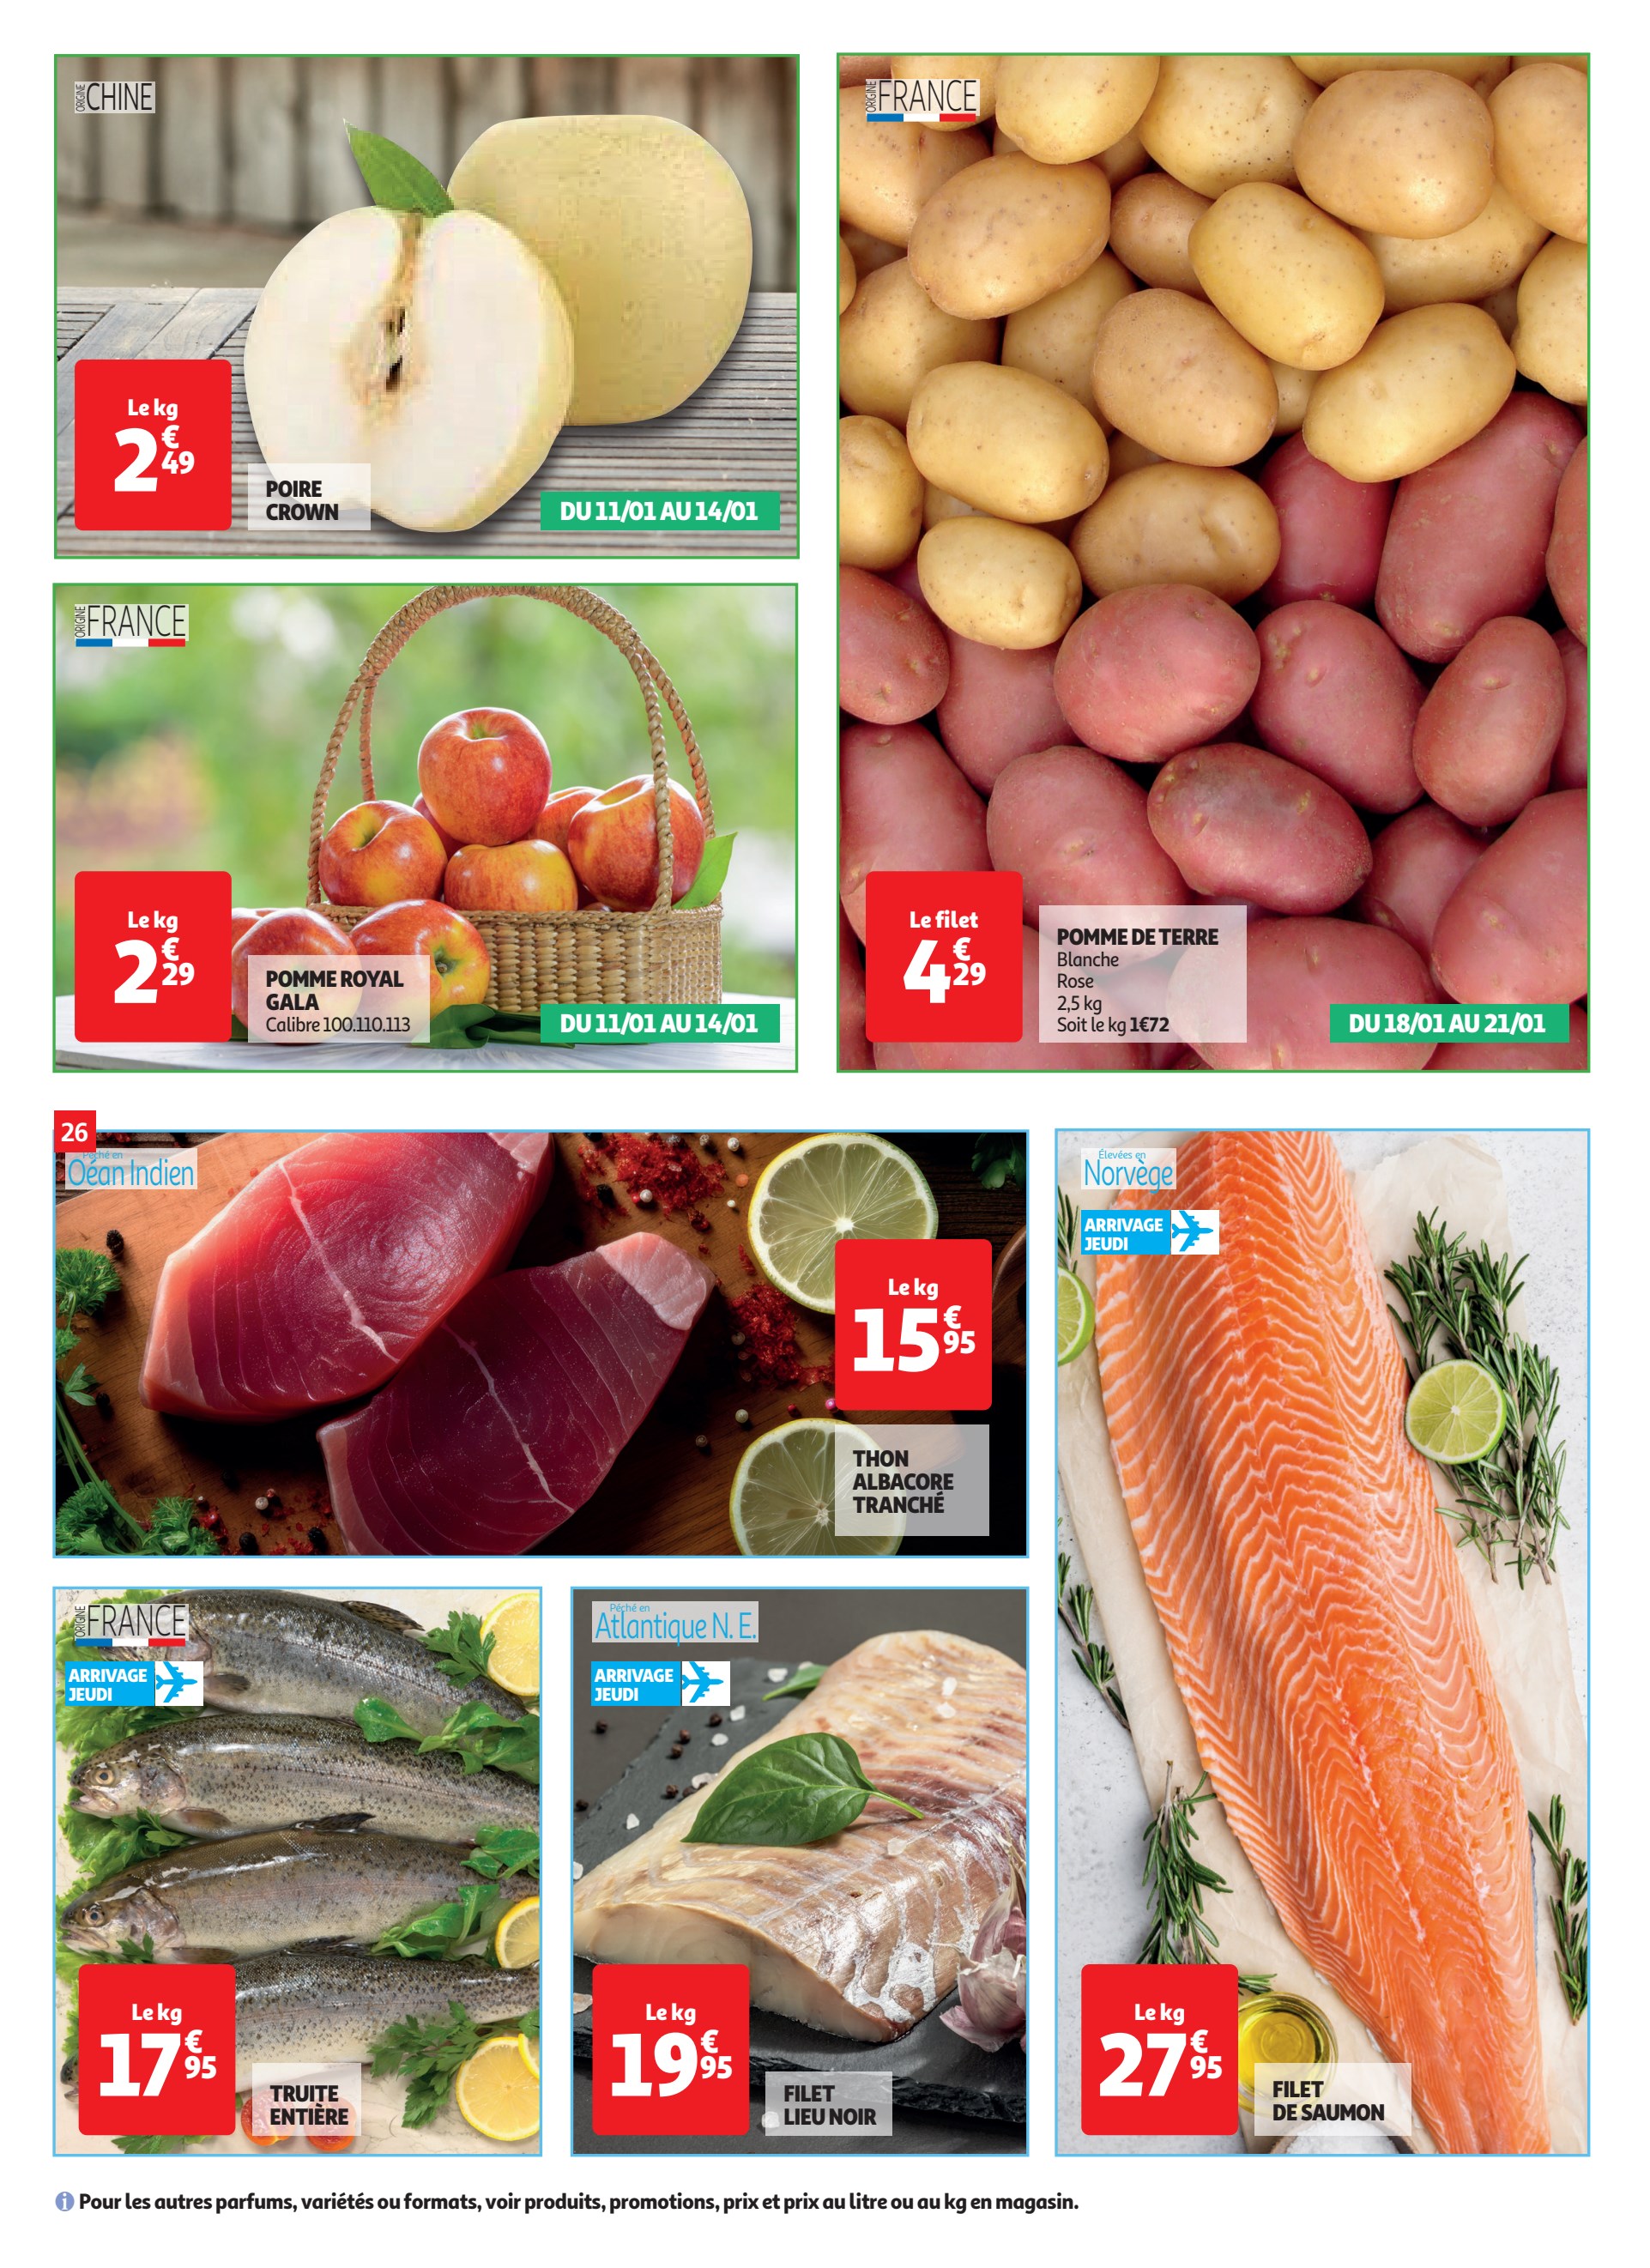 ORIGINE CHINE
Le kg
2€49
POIRE
CROWN
DU 11/01 AU 14/01
ORIGINE FRANCE
Le kg
2€29
POMME ROYAL
GALA
Calibre 100.110.113
DU 11/01 AU 14/01
ORIGINE FRANCE
Le filet
4€29
POMME DE TERRE
Blanche
Rose
2,5 kg
Soit le kg 1€72
DU 18/01 AU 21/01
26
Pêché en
Océan Indien
Le kg
15€95
THON
ALBACORE
TRANCHÉ
Élevées en
Norvège
ARRIVAGE
JEUDI
Le kg
27€95
FILET
DE SAUMON
ORIGINE FRANCE
ARRIVAGE
JEUDI
Le kg
17€95
TRUITE
ENTIÈRE
Pêché en
Atlantique N. E.
ARRIVAGE
JEUDI
Le kg
19€95
FILET
LIEU NOIR
i Pour les autres parfums, variétés ou formats, voir produits, promotions, prix et prix au litre ou au kg en magasin.